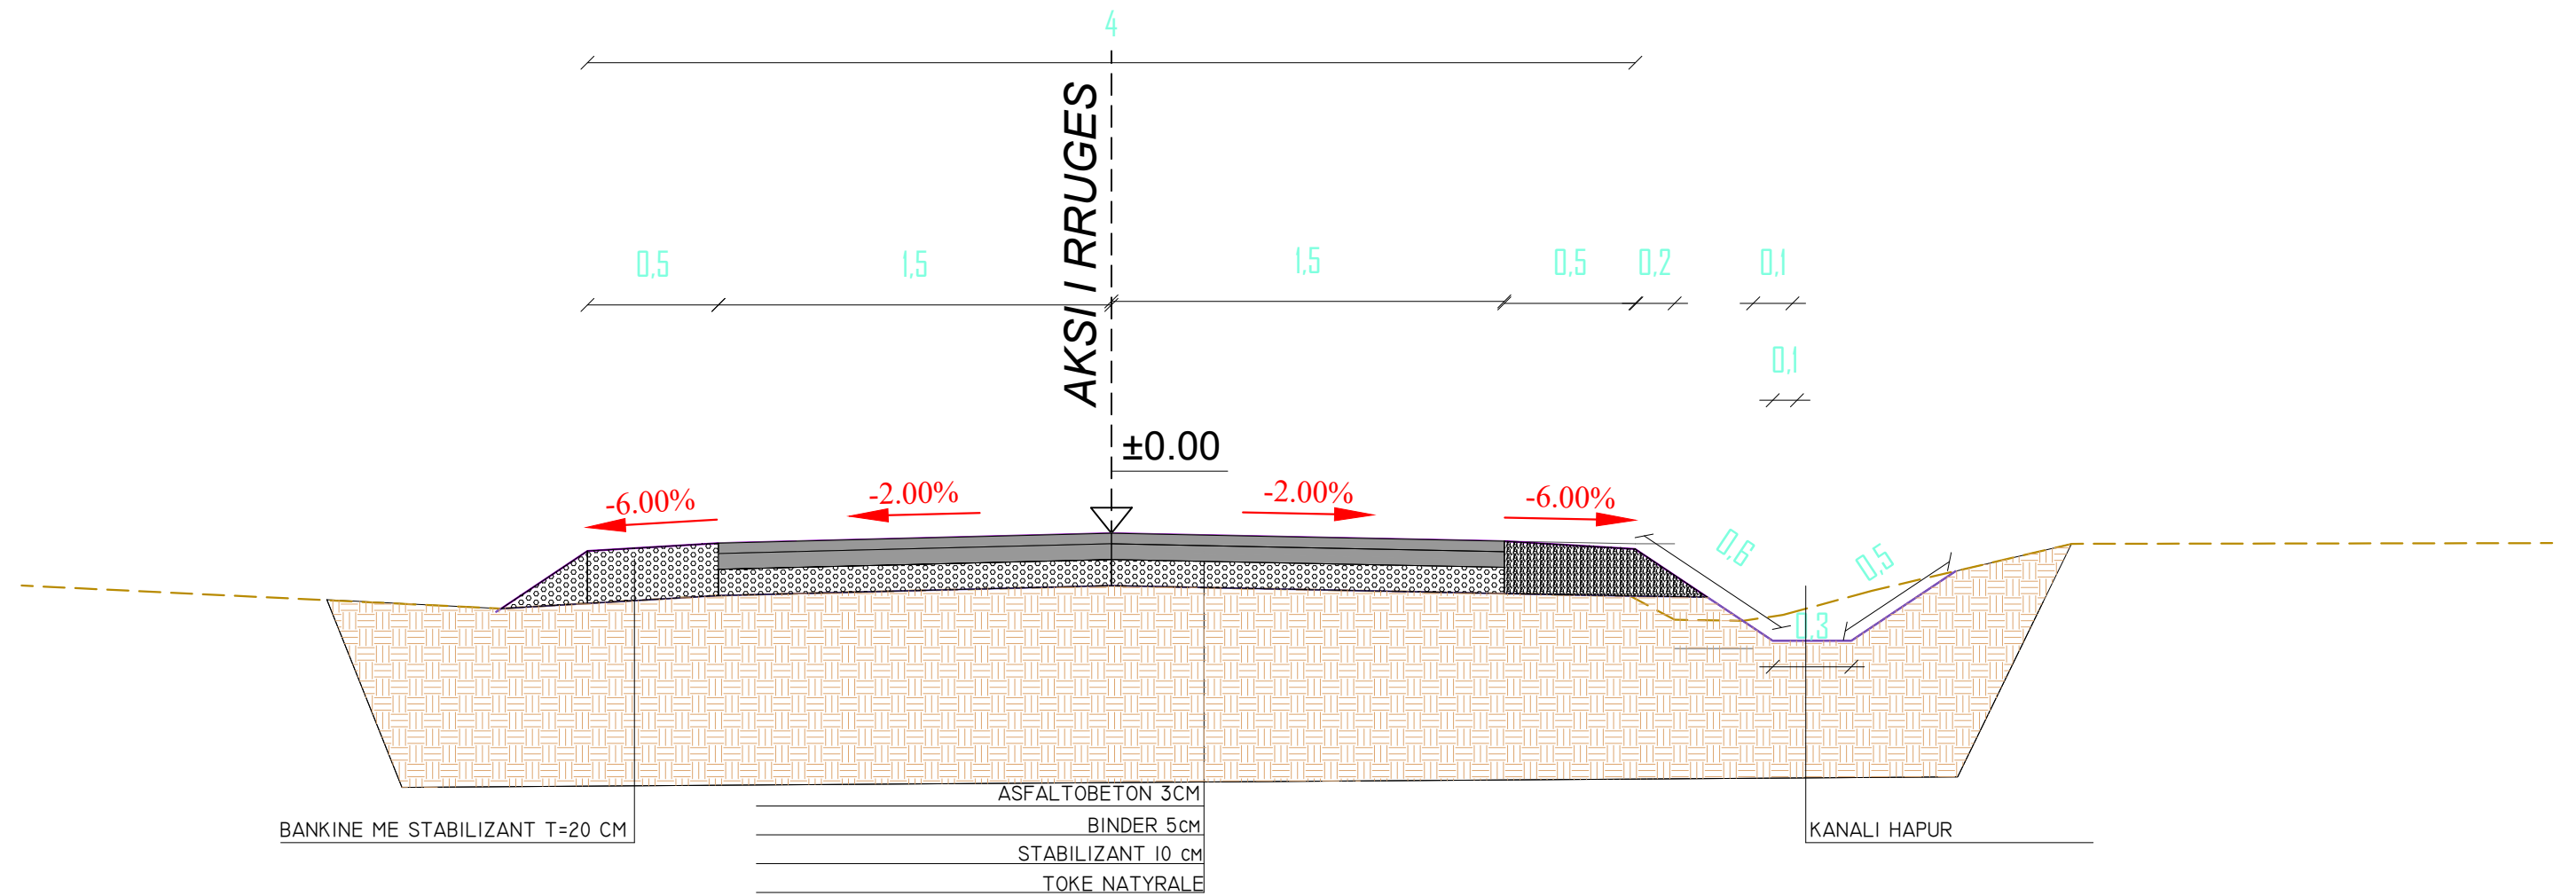 4
AKSI I RRUGES
0,5
1,5
1,5
0,5
0,2
0,1
0,1
±0.00
-6.00%
-2.00%
-2.00%
-6.00%
0,6
0,5
0,3
ASFALTOBETON 3CM
BANKINE ME STABILIZANT T=20 CM
BINDER 5CM
KANALI HAPUR
STABILIZANT 10 CM
TOKE NATYRALE